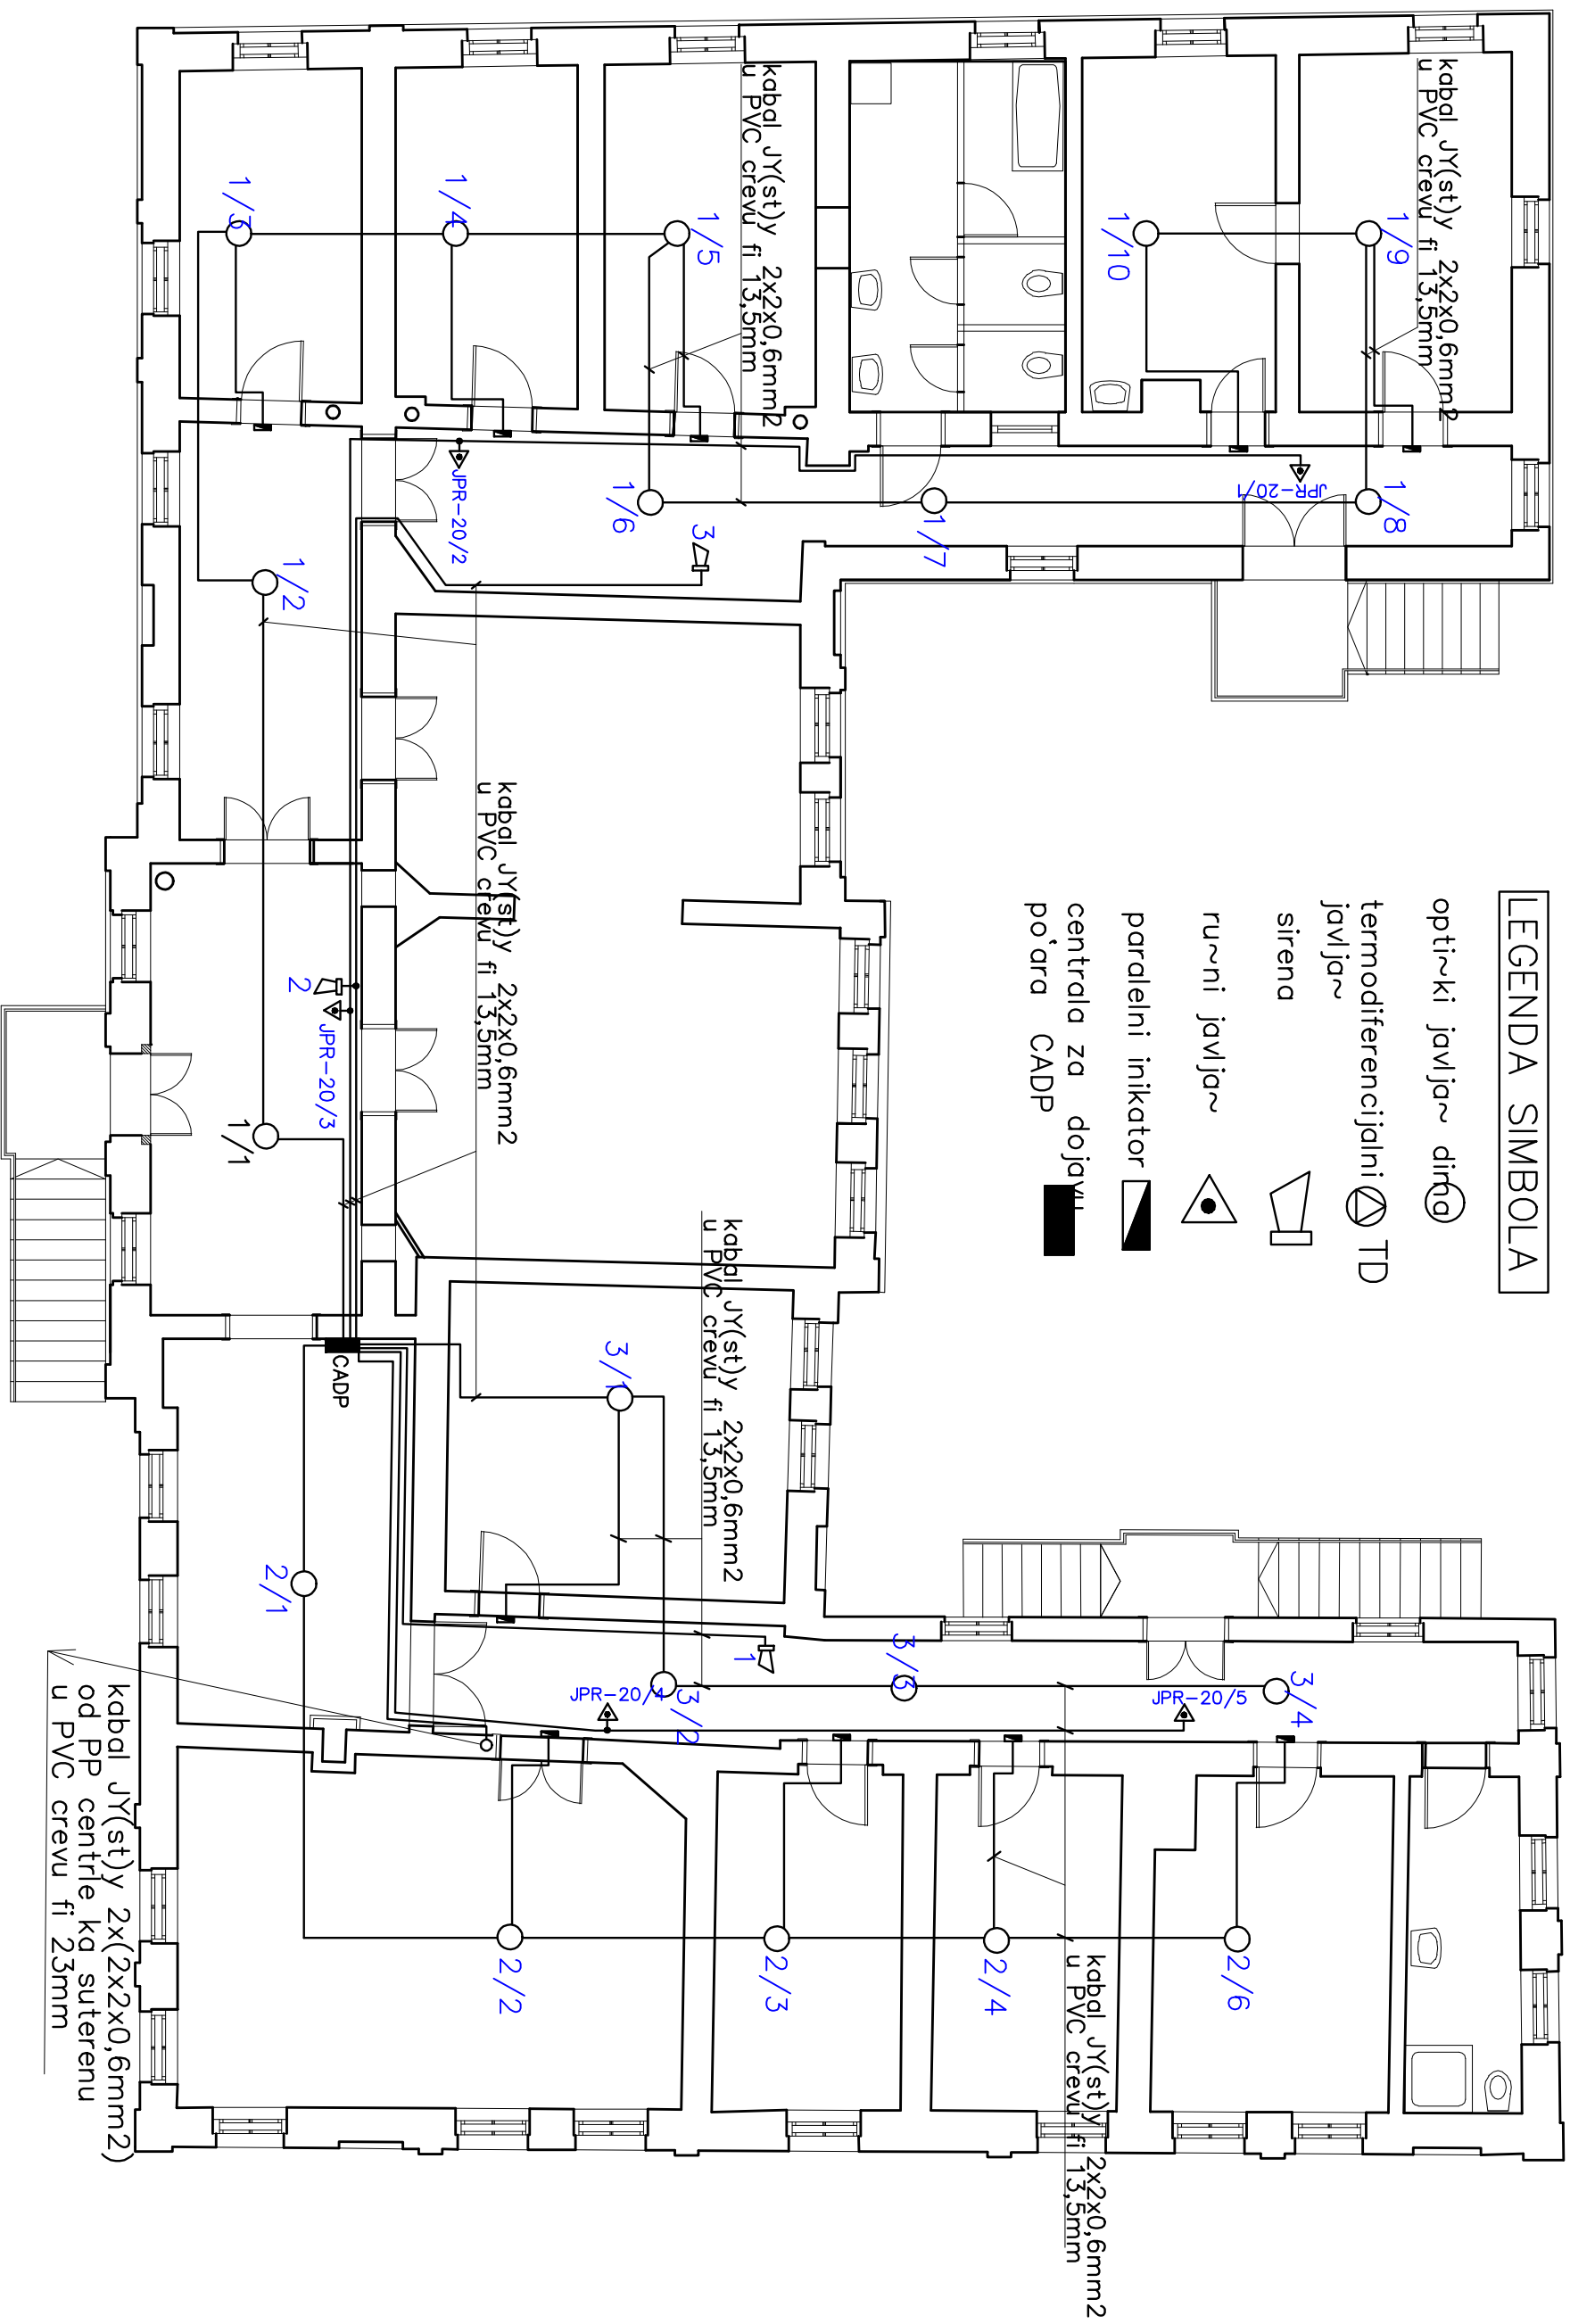 LEGENDA SIMBOLA
opti~ki javlja~ dima
termodiferencijalni
javlja~
TD
sirena
ru~ni javlja~
paralelni inikator
centrala za dojavu
po'ara CADP
kabal JY(st)y 2x2x0,6mm2
u PVC crevu fi 13,5mm
1/9
1/10
kabal JY(st)y 2x2x0,6mm2
u PVC crevu fi 13,5mm
1/5
1/4
1/3
1/8
JPR-20/1
1/7
1/6
3
JPR-20/2
1/2
kabal JY(st)y 2x2x0,6mm2
u PVC crevu fi 13,5mm
2
JPR-20/3
1/1
CADP
kabal JY(st)y 2x2x0,6mm2
u PVC crevu fi 13,5mm
3/1
2/1
1
3/2
3/3
3/4
JPR-20/4
JPR-20/5
2/2
2/3
2/4
2/6
kabal JY(st)y 2x2x0,6mm2
u PVC crevu fi 13,5mm
kabal JY(st)y 2x(2x2x0,6mm2)
od PP centrle ka suterenu
u PVC crevu fi 23mm